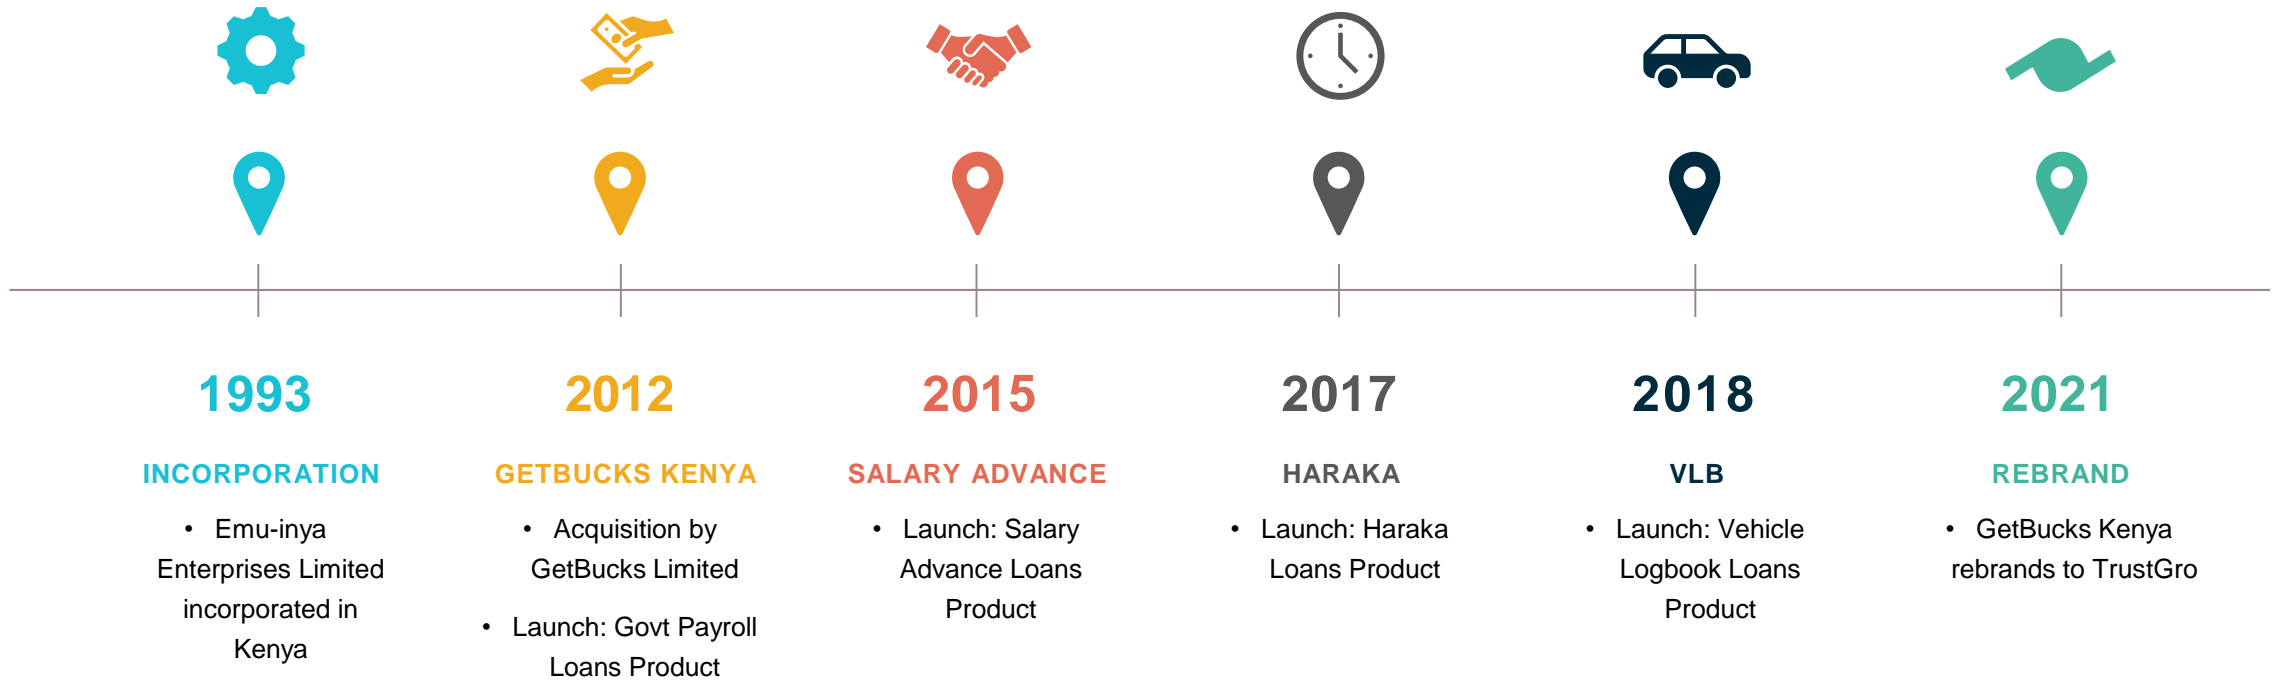 1993
INCORPORATION
• Emu-inya
Enterprises Limited
incorporated in
Kenya
2012
GETBUCKS KENYA
• Acquisition by
GetBucks Limited
• Launch: Govt Payroll
Loans Product
2015
SALARY ADVANCE
• Launch: Salary
Advance Loans
Product
2017
HARAKA
• Launch: Haraka
Loans Product
2018
VLB
• Launch: Vehicle
Logbook Loans
Product
2021
REBRAND
• GetBucks Kenya
rebrands to TrustGro